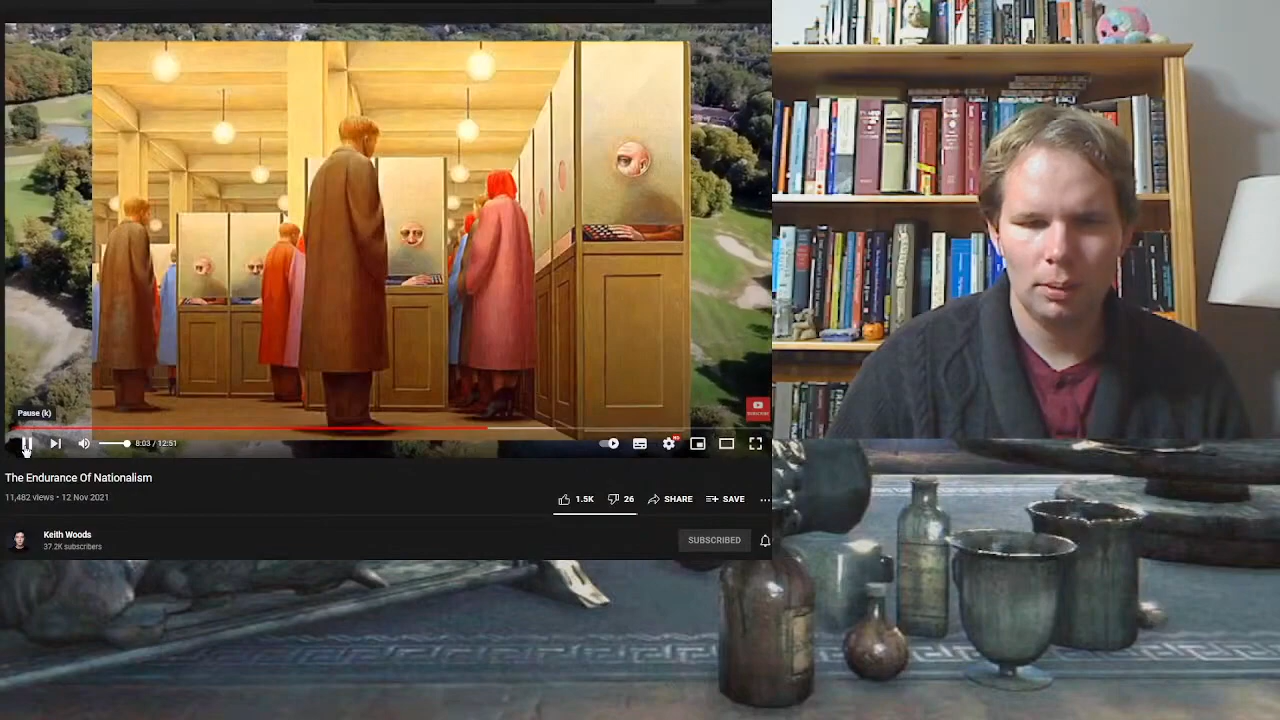 Pause (k)
8:03 / 12:51
SUBSCRIBE
The Endurance Of Nationalism
11,482 views • 12 Nov 2021
1.5K
26
SHARE
SAVE
Keith Woods
37.2K subscribers
SUBSCRIBED